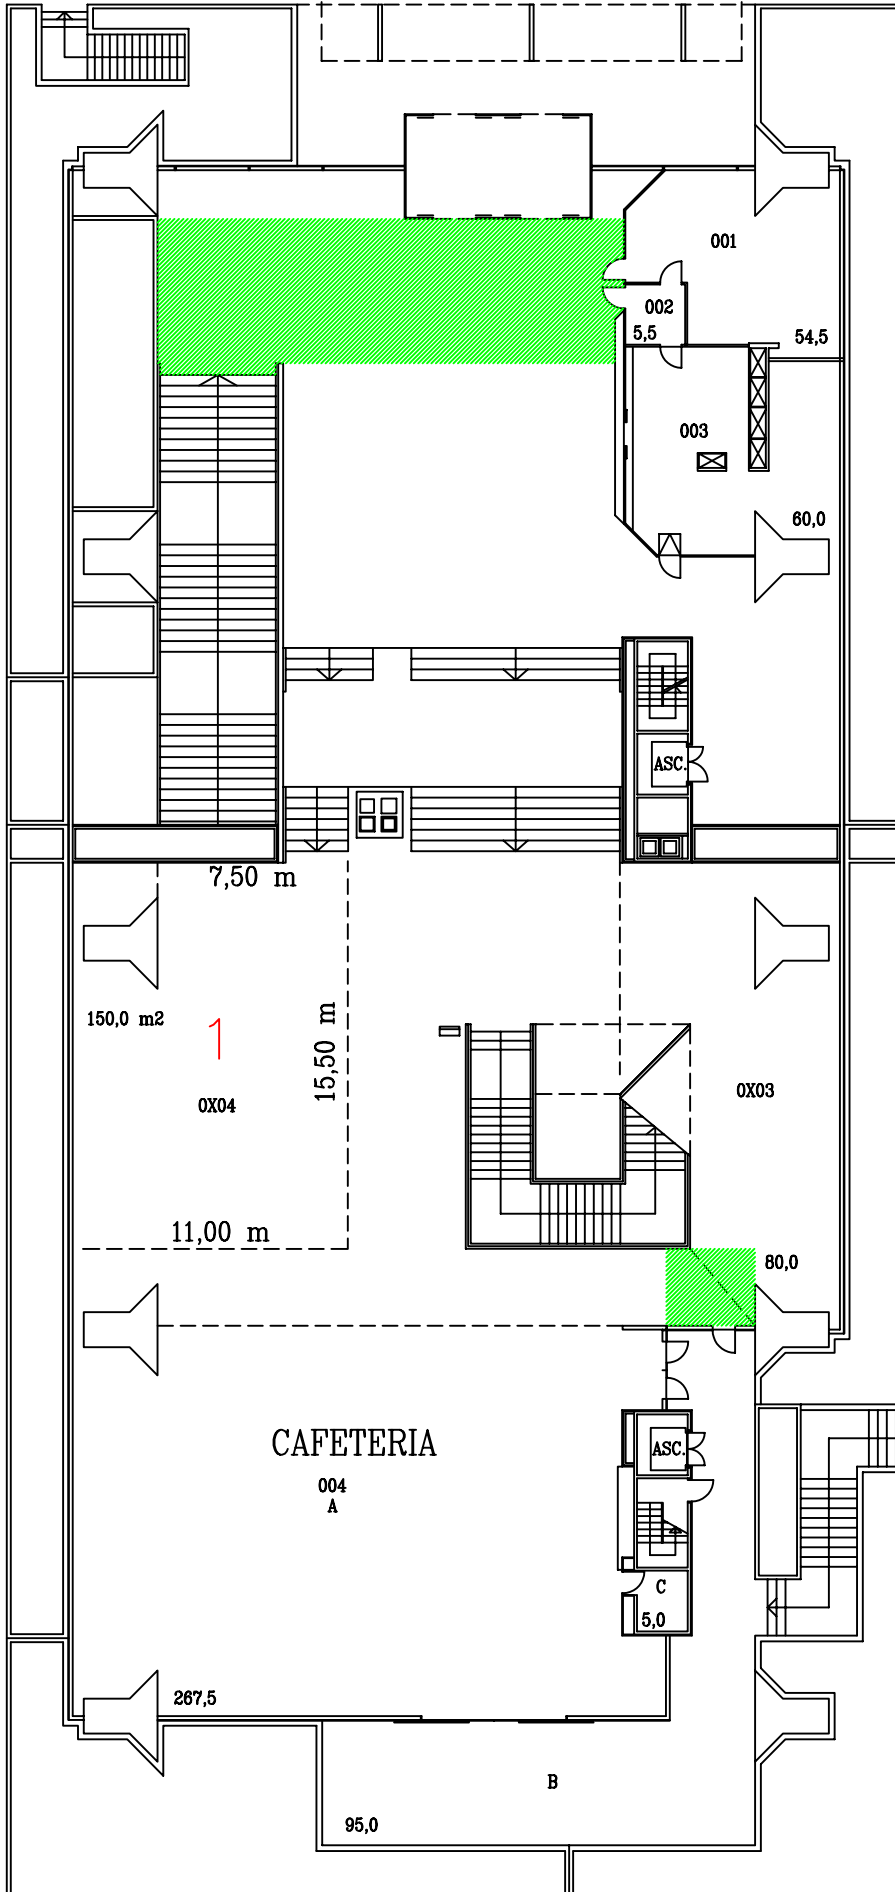 001
002
5,5
54,5
003
60,0
ASC.
7,50 m
150,0 m2
1
15,50 m
0X04
0X03
11,00 m
80,0
CAFETERIA
004
A
ASC.
C
5,0
267,5
B
95,0